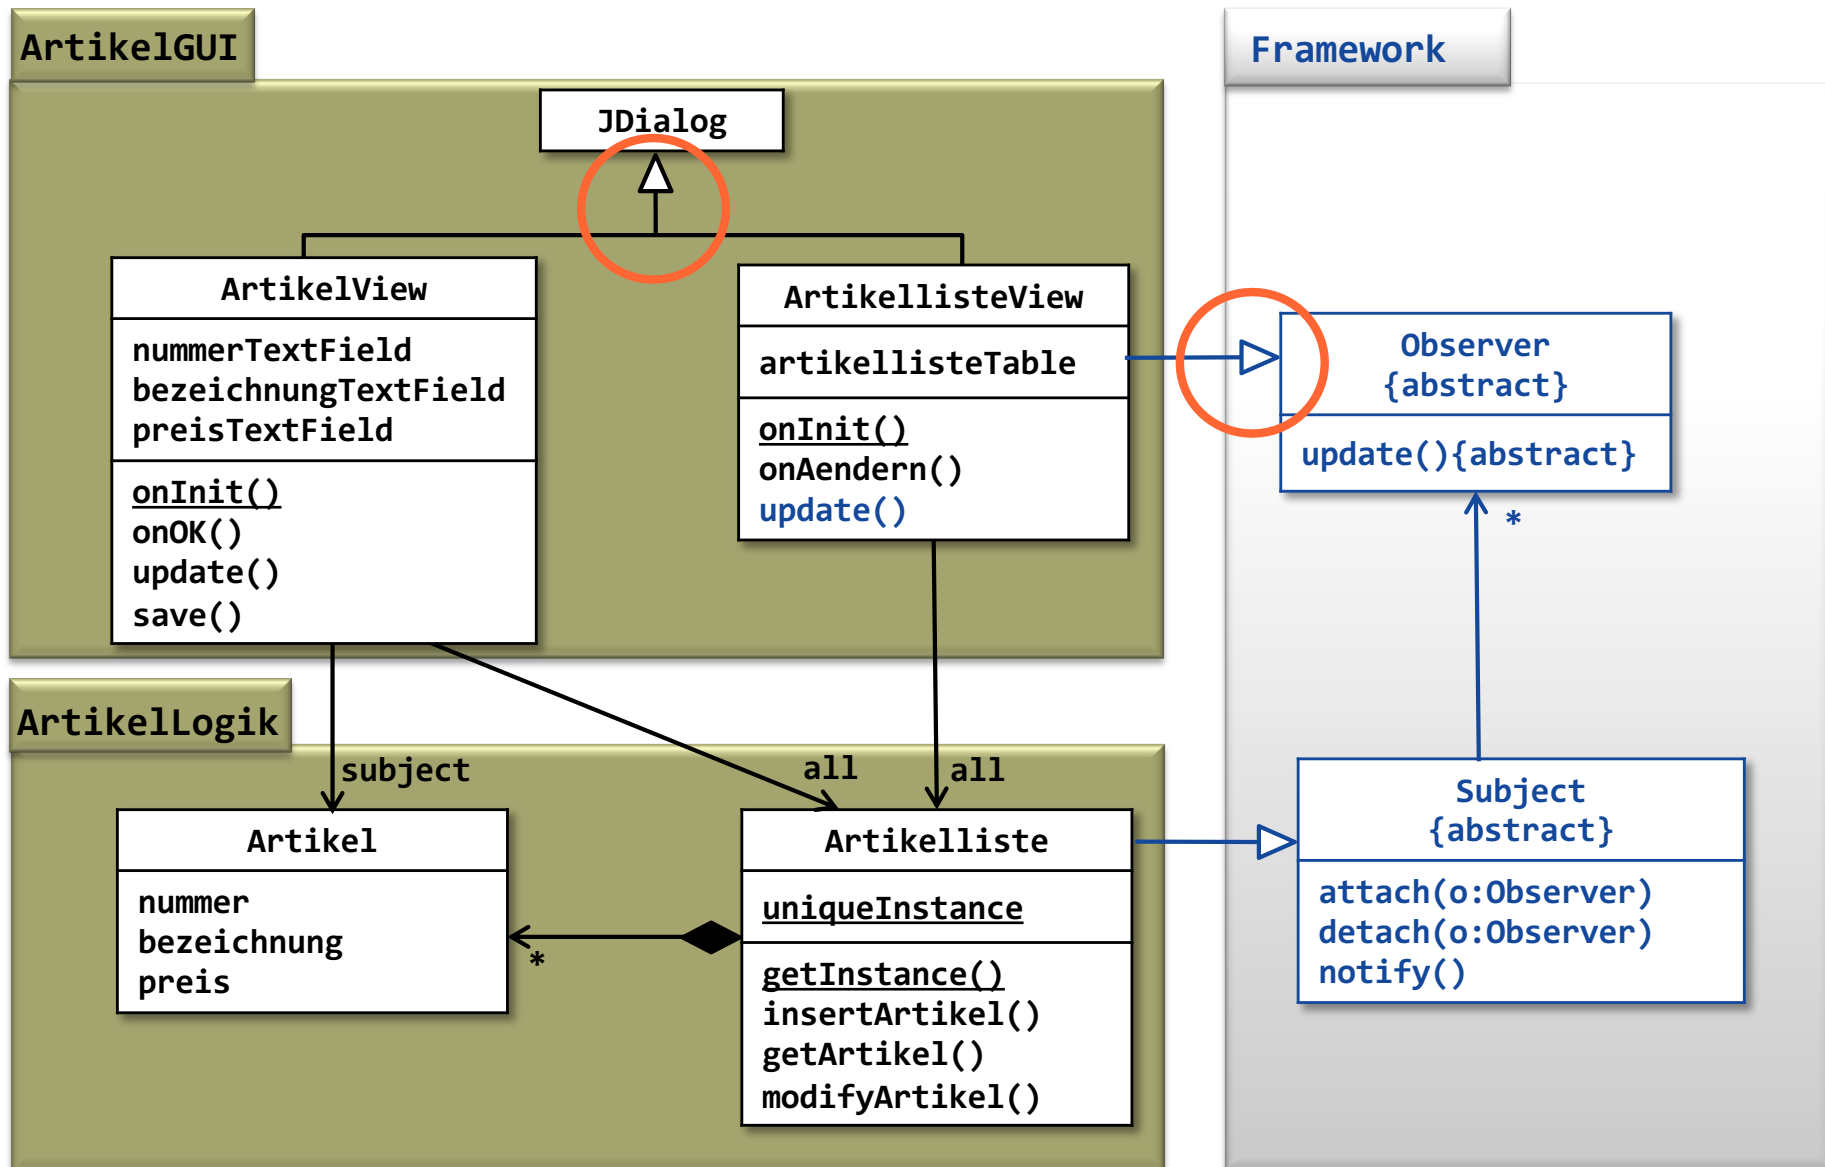 ArtikelGUI
JDialog
ArtikelView
nummerTextField
bezeichnungTextField
preisTextField
onInit()
onOK()
update()
save()
ArtikellisteView
artikellisteTable
onInit()
onAendern()
update()
Framework
Observer
{abstract}
update(){abstract}
*
ArtikelLogik
subject
all
all
Artikel
nummer
bezeichnung
preis
*
Artikelliste
uniqueInstance
getInstance()
insertArtikel()
getArtikel()
modifyArtikel()
Subject
{abstract}
attach(o:Observer)
detach(o:Observer)
notify()